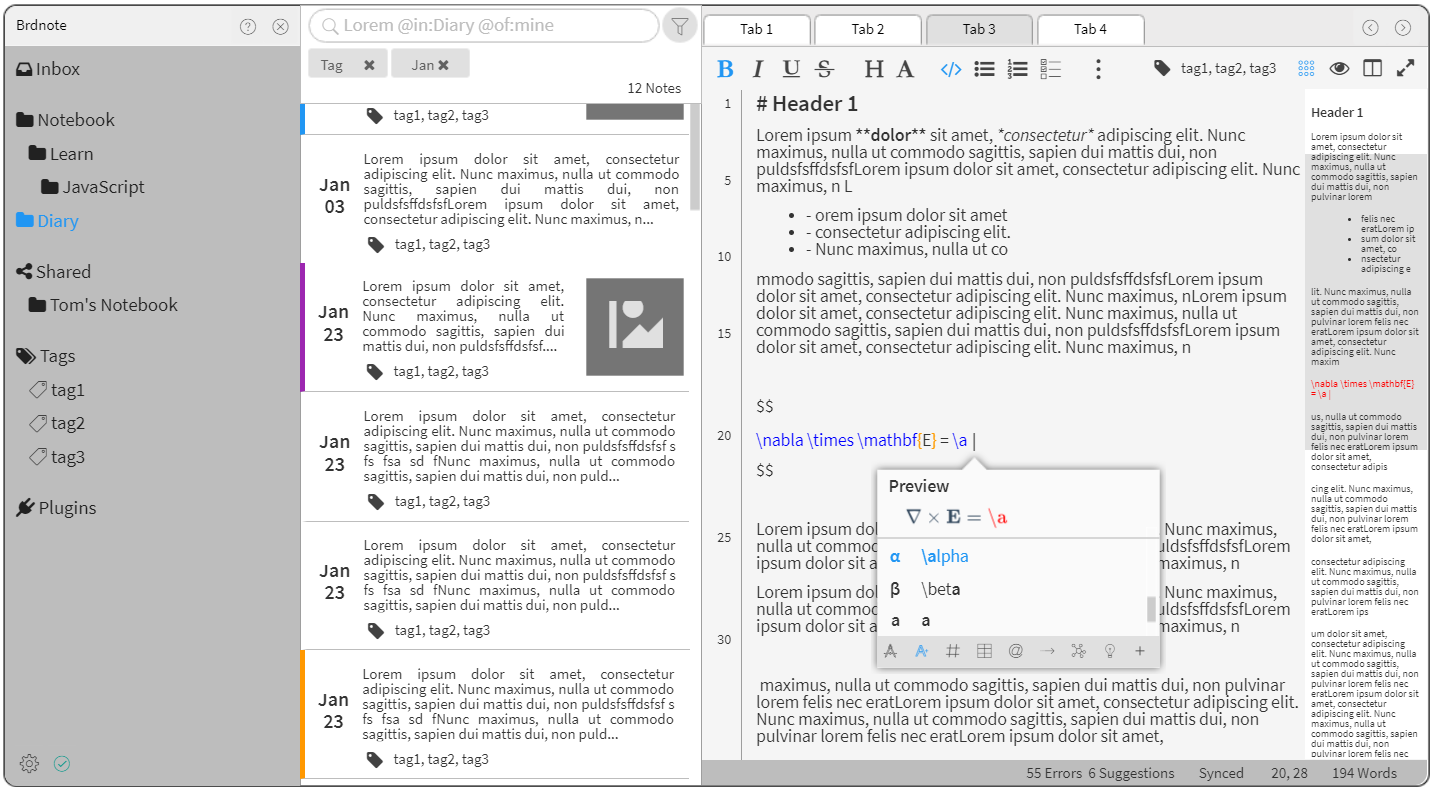 Brdnote
Inbox
Notebook
Learn
JavaScript
Diary
Shared
Tom's Notebook
Tags
tag1
tag2
tag3
Plugins
Lorem @in:Diary @of:mine
Tag
Jan
12 Notes
tag1, tag2, tag3
Jan
03
Lorem ipsum dolor sit amet, consectetur
adipiscing elit. Nunc maximus, nulla ut commodo
sagittis, sapien dui mattis dui, non
puldsfsffdsfsfLorem ipsum dolor sit amet,
consectetur adipiscing elit. Nunc maximus, n...
tag1, tag2, tag3
Jan
23
Lorem ipsum dolor sit amet,
consectetur adipiscing elit.
Nunc maximus, nulla ut
commodo sagittis, sapien dui
mattis dui, non puldsfsffdsfsf....
tag1, tag2, tag3
Jan
23
Lorem ipsum dolor sit amet, consectetur
adipiscing elit. Nunc maximus, nulla ut commodo
sagittis, sapien dui mattis dui, non puldsfsffdsfsf s
fs fsa sd fNunc maximus, nulla ut commodo
sagittis, sapien dui mattis dui, non puld...
tag1, tag2, tag3
Jan
23
Lorem ipsum dolor sit amet, consectetur
adipiscing elit. Nunc maximus, nulla ut commodo
sagittis, sapien dui mattis dui, non puldsfsffdsfsf s
fs fsa sd fNunc maximus, nulla ut commodo
sagittis, sapien dui mattis dui, non puld...
tag1, tag2, tag3
Jan
23
Lorem ipsum dolor sit amet, consectetur
adipiscing elit. Nunc maximus, nulla ut commodo
sagittis, sapien dui mattis dui, non puldsfsffdsfsf s
fs fsa sd fNunc maximus, nulla ut commodo
sagittis, sapien dui mattis dui, non puld...
tag1, tag2, tag3
Tab 1
Tab 2
Tab 3
Tab 4
B I U S H A </> tag1, tag2, tag3
1
5
10
15
20
25
30
# Header 1
Lorem ipsum **dolor** sit amet, *consectetur* adipiscing elit. Nunc
maximus, nulla ut commodo sagittis, sapien dui mattis dui, non
puldsfsffdsfsfLorem ipsum dolor sit amet, consectetur adipiscing elit. Nunc
maximus, n L
• - orem ipsum dolor sit amet
• - consectetur adipiscing elit.
• - Nunc maximus, nulla ut co
mmodo sagittis, sapien dui mattis dui, non puldsfsffdsfsfLorem ipsum
dolor sit amet, consectetur adipiscing elit. Nunc maximus, nLorem ipsum
dolor sit amet, consectetur adipiscing elit. Nunc maximus, nulla ut
commodo sagittis, sapien dui mattis dui, non puldsfsffdsfsfLorem ipsum
dolor sit amet, consectetur adipiscing elit. Nunc maximus, n
$$
\nabla \times \mathbf{E} = \a |
$$
Preview
∇ × E = \a
α \alpha
β \beta
a a
Lorem ipsum dol Nunc maximus,
nulla ut commod uldsfsffdsfsfLorem
ipsum dolor sit a maximus, n
Lorem ipsum dol Nunc maximus,
nulla ut commod uldsfsffdsfsfLorem
ipsum dolor sit a maximus, n
maximus, nulla ut commodo sagittis, sapien dui mattis dui, non pulvinar
lorem felis nec eratLorem ipsum dolor sit amet, consectetur adipiscing elit.
Nunc maximus, nulla ut commodo sagittis, sapien dui mattis dui, non
pulvinar lorem felis nec eratLorem ipsum dolor sit amet,
Header 1
Lorem ipsum dolor sit
amet, consectetur
adipiscing elit. Nunc
maximus, nulla ut
commodo sagittis, sapien
dui mattis dui, non
pulvinar lorem
• felis nec
eratLorem ip
• sum dolor sit
amet, co
• nsectetur
adipiscing e
lit. Nunc maximus, nulla
ut commodo sagittis,
sapien dui mattis dui, non
pulvinar lorem felis nec
eratLorem ipsum dolor sit
amet, consectetur
adipiscing elit. Nunc
maxim
\nabla \times \mathbf{E}
= \a |
us, nulla ut commodo
sagittis, sapien dui mattis
dui, non pulvinar lorem
felis nec eratLorem ipsum
dolor sit amet,
consectetur adipis
cing elit. Nunc maximus,
nulla ut commodo
sagittis, sapien dui mattis
dui, non pulvinar lorem
felis nec eratLorem ipsum
dolor sit amet,
consectetur adipiscing
elit. Nunc maximus, nulla
ut commodo sagittis,
sapien dui mattis dui, non
pulvinar lorem felis nec
eratLorem ips
um dolor sit amet,
consectetur adipiscing
elit. Nunc maximus, nulla
ut commodo sagittis,
sapien dui mattis dui, non
pulvinar lorem felis nec
eratLorem ipsum dolor sit
amet, consectetur
adipiscing elit. Nunc
maximus, nulla ut
commodo sagittis, sapien
dui mattis dui, non
pulvinar lorem felis nec
55 Errors 6 Suggestions Synced 20, 28 194 Words